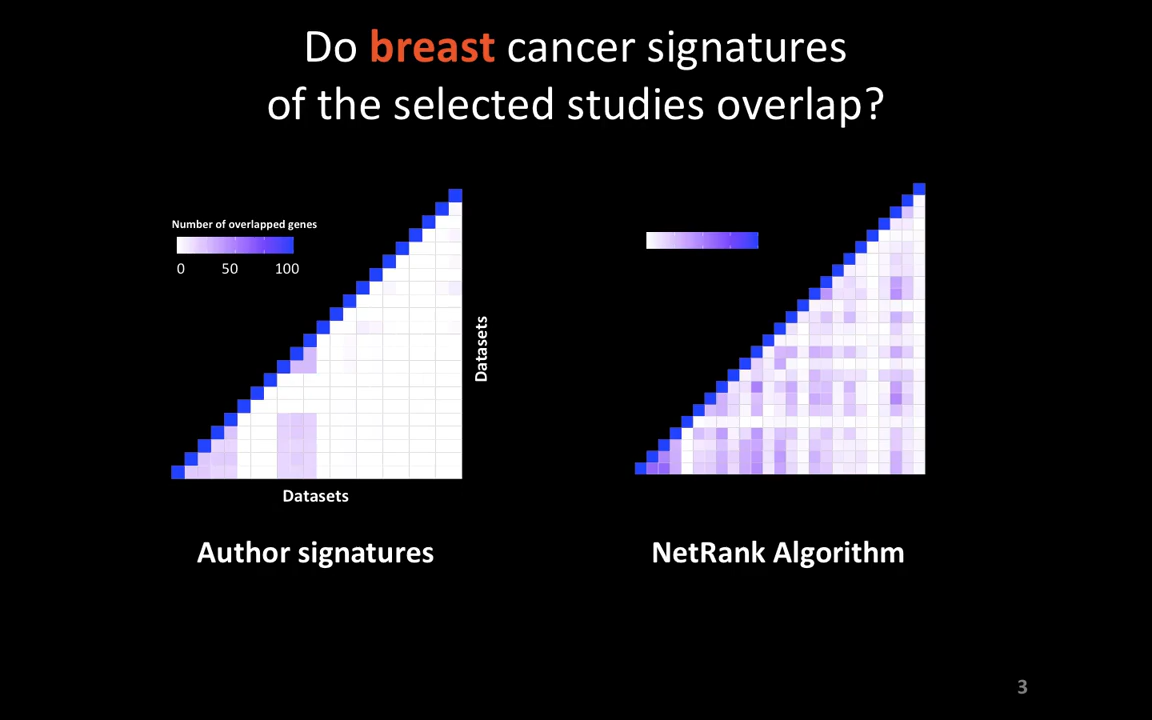 Do breast cancer signatures
of the selected studies overlap?
Number of overlapped genes
0 50 100
Datasets
Datasets
Author signatures
NetRank Algorithm
3